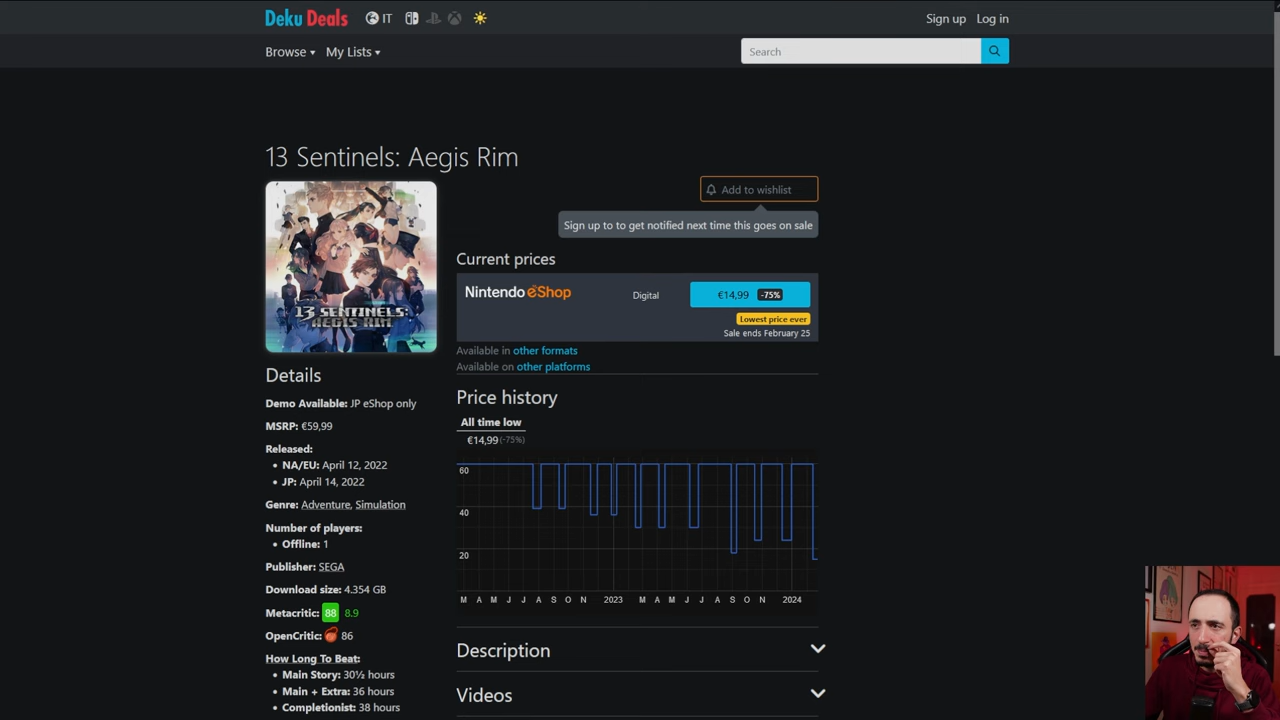 Deku Deals IT Sign up Log in
Browse My Lists Search
13 Sentinels: Aegis Rim
Add to wishlist
Sign up to to get notified next time this goes on sale
Current prices
Nintendo eShop Digital €14,99 -75%
Lowest price ever
Sale ends February 25
13 SENTINELS:
AEGIS RIM
Available in other formats
Available on other platforms
Details
Demo Available: JP eShop only
MSRP: €59,99
Released:
• NA/EU: April 12, 2022
• JP: April 14, 2022
Genre: Adventure, Simulation
Number of players:
• Offline: 1
Publisher: SEGA
Download size: 4.354 GB
Metacritic: 88 8.9
OpenCritic: 86
How Long To Beat:
• Main Story: 30½ hours
• Main + Extra: 36 hours
• Completionist: 38 hours
Price history
All time low
€14,99 (-75%)
60
40
20
M A M J J A S O N 2023 M A M J J A S O N 2024
Description
Videos